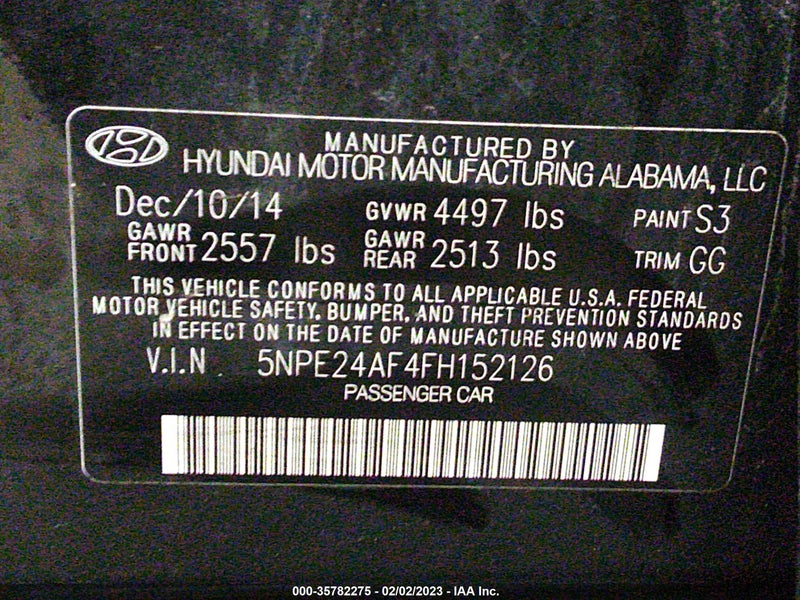 MANUFACTURED BY
HYUNDAI MOTOR MANUFACTURING ALABAMA, LLC
Dec/10/14 GVWR 4497 lbs PAINT S3
GAWR FRONT 2557 lbs GAWR REAR 2513 lbs TRIM GG
THIS VEHICLE CONFORMS TO ALL APPLICABLE U.S.A. FEDERAL
MOTOR VEHICLE SAFETY, BUMPER, AND THEFT PREVENTION STANDARDS
IN EFFECT ON THE DATE OF MANUFACTURE SHOWN ABOVE
V.I.N 5NPE24AF4FH152126
PASSENGER CAR
000-35782275 - 02/02/2023 - IAA Inc.